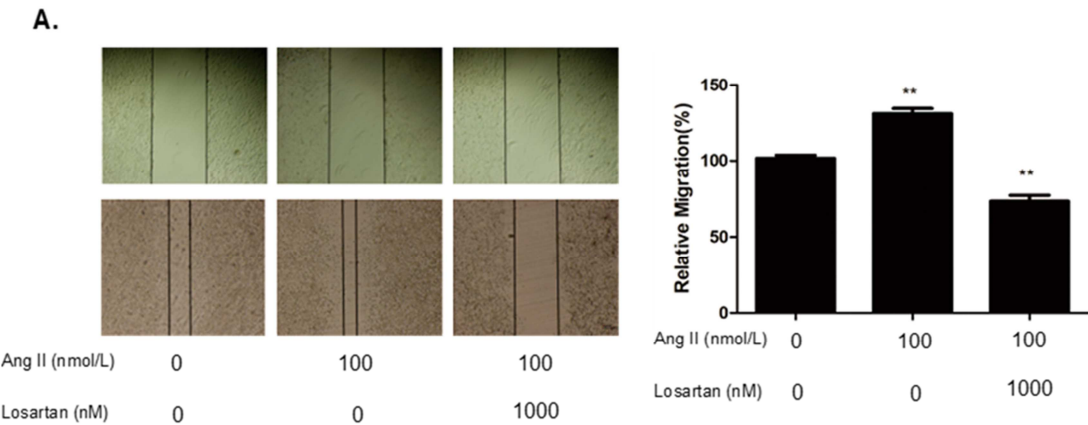 A.
Ang II (nmol/L) 0 100 100
Losartan (nM) 0 0 1000
Relative Migration(%)
150
100
50
0
**
**
Ang II (nmol/L) 0 100 100
Losartan (nM) 0 0 1000